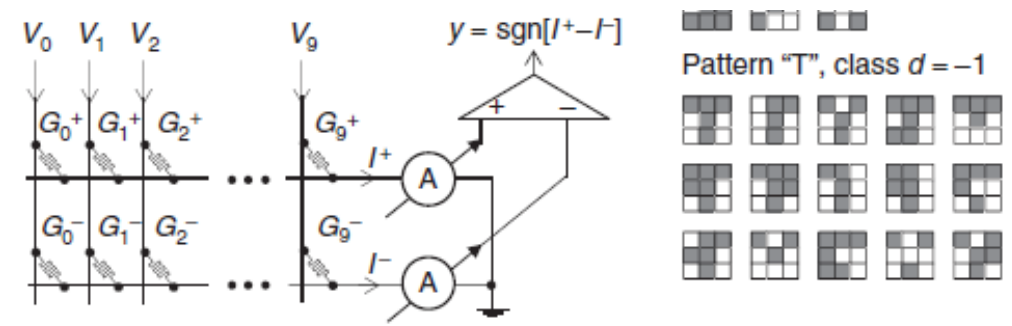 V₀ V₁ V₂ V₉ y = sgn[I⁺–I⁻]
Pattern “T”, class d = –1
+ –
G₀⁺ G₁⁺ G₂⁺ G₉⁺ I⁺ A
G₀⁻ G₁⁻ G₂⁻ G₉⁻ I⁻ A